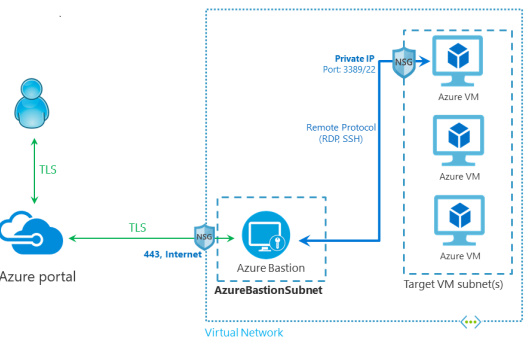 Private IP
Port: 3389/22
NSG
Azure VM
Remote Protocol
(RDP, SSH)
Azure VM
TLS
TLS
NSG
443, Internet
Azure Bastion
Azure VM
Azure portal
AzureBastionSubnet
Target VM subnet(s)
Virtual Network